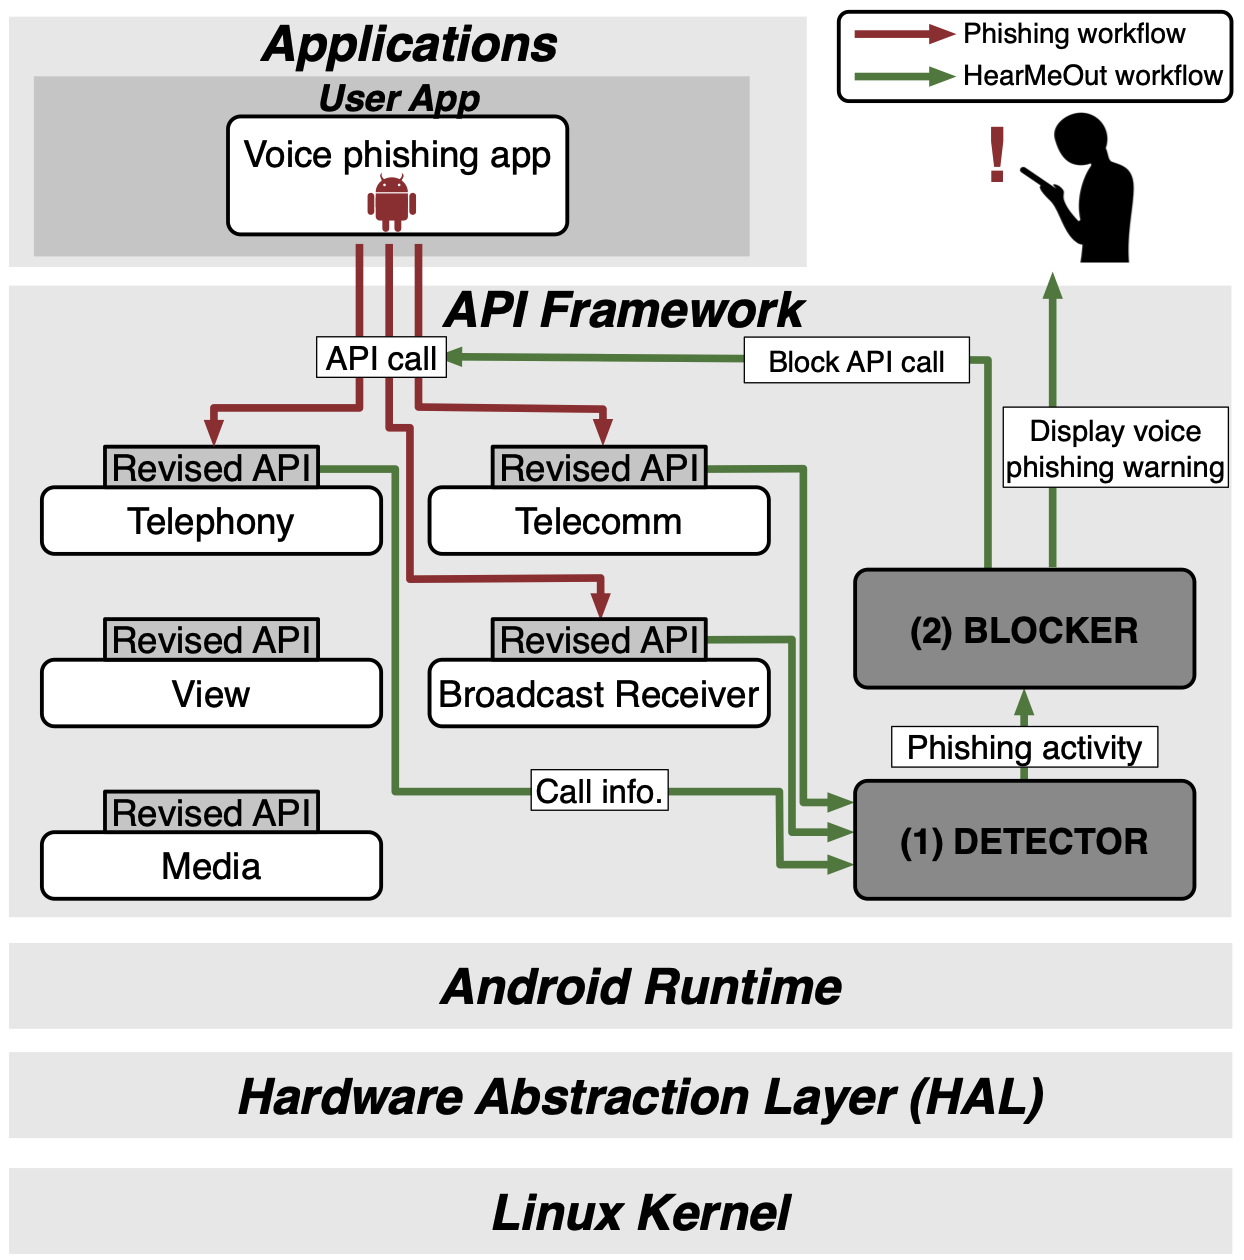 Applications
User App
Voice phishing app
Phishing workflow
HearMeOut workflow
!
API Framework
API call
Block API call
Display voice
phishing warning
Revised API
Telephony
Revised API
Telecomm
(2) BLOCKER
Revised API
View
Revised API
Broadcast Receiver
Phishing activity
Call info.
Revised API
Media
(1) DETECTOR
Android Runtime
Hardware Abstraction Layer (HAL)
Linux Kernel